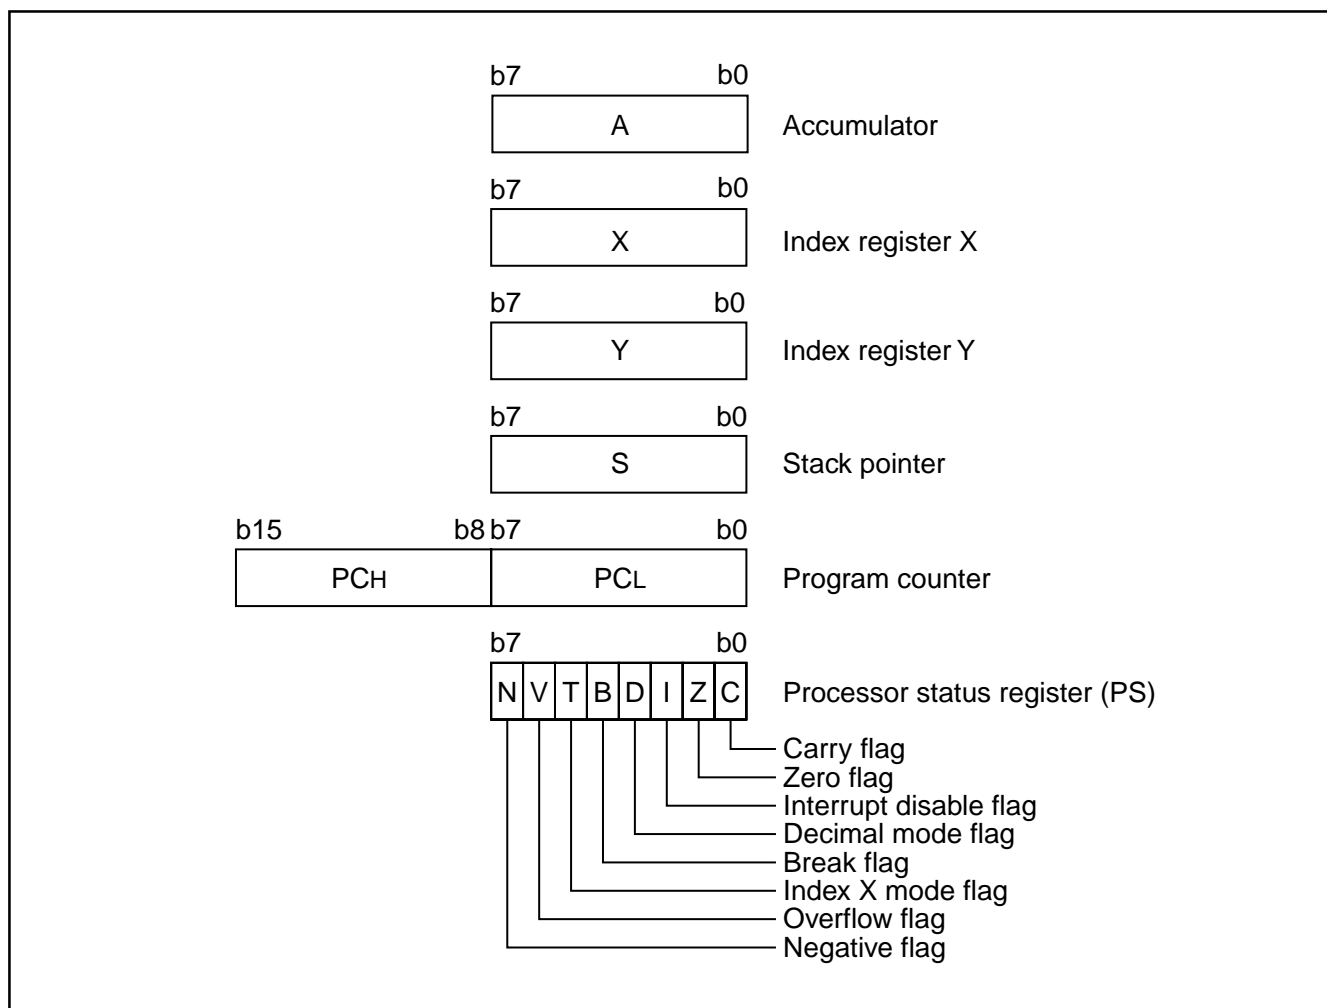 b7 b0
A Accumulator
b7 b0
X Index register X
b7 b0
Y Index register Y
b7 b0
S Stack pointer
b15 b8 b7 b0
PCH PCL Program counter
b7 b0
N V T B D I Z C Processor status register (PS)
Carry flag
Zero flag
Interrupt disable flag
Decimal mode flag
Break flag
Index X mode flag
Overflow flag
Negative flag